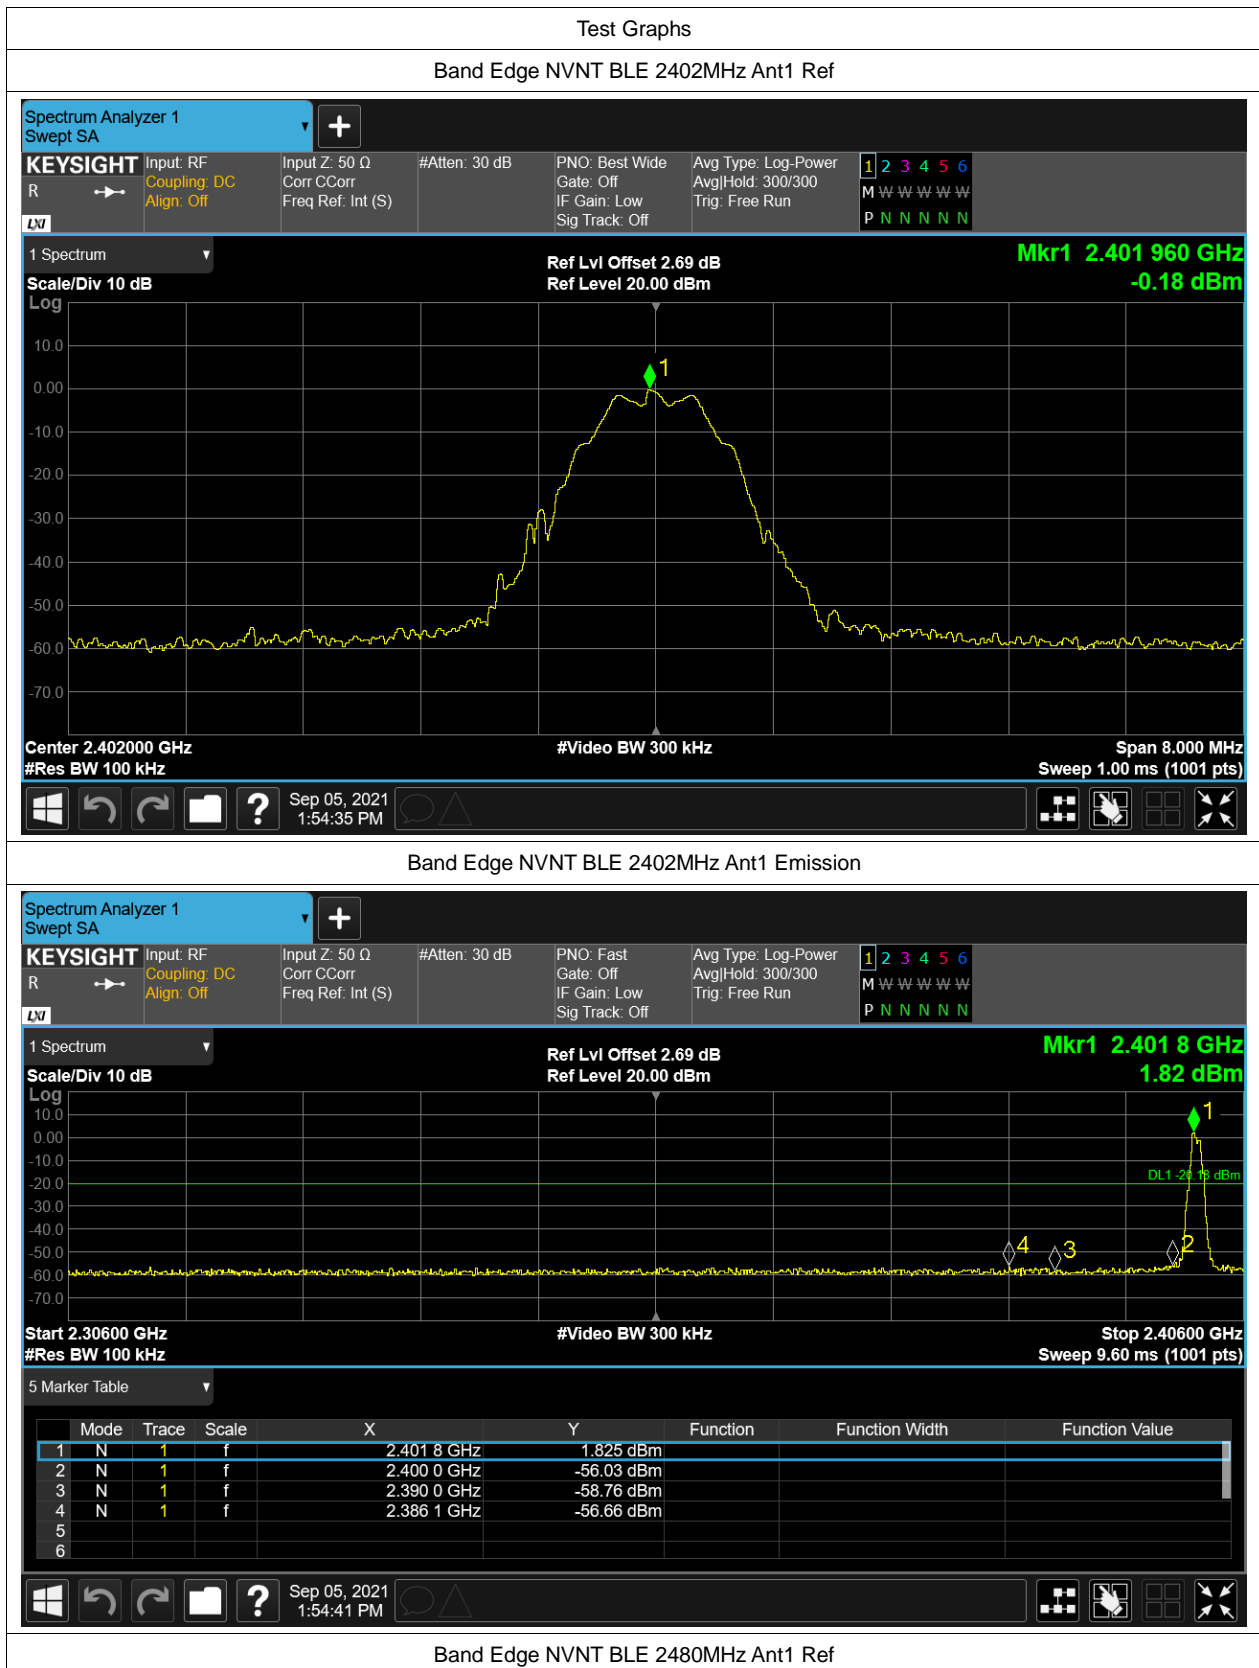 Test Graphs
Band Edge NVNT BLE 2402MHz Ant1 Ref
Spectrum Analyzer 1
Swept SA
KEYSIGHT
R
LXI
Input: RF
Coupling: DC
Align: Off
Input Z: 50 Ω
Corr CCorr
Freq Ref: Int (S)
#Atten: 30 dB
PNO: Best Wide
Gate: Off
IF Gain: Low
Sig Track: Off
Avg Type: Log-Power
Avg|Hold: 300/300
Trig: Free Run
1 2 3 4 5 6
M W W W W W
P N N N N N
1 Spectrum
Scale/Div 10 dB
Ref Lvl Offset 2.69 dB
Ref Level 20.00 dBm
Mkr1 2.401 960 GHz
-0.18 dBm
Log
10.0
0.00
-10.0
-20.0
-30.0
-40.0
-50.0
-60.0
-70.0
1
Center 2.402000 GHz
#Video BW 300 kHz
Span 8.000 MHz
#Res BW 100 kHz
Sweep 1.00 ms (1001 pts)
?
Sep 05, 2021
1:54:35 PM
Band Edge NVNT BLE 2402MHz Ant1 Emission
Spectrum Analyzer 1
Swept SA
KEYSIGHT
R
LXI
Input: RF
Coupling: DC
Align: Off
Input Z: 50 Ω
Corr CCorr
Freq Ref: Int (S)
#Atten: 30 dB
PNO: Fast
Gate: Off
IF Gain: Low
Sig Track: Off
Avg Type: Log-Power
Avg|Hold: 300/300
Trig: Free Run
1 2 3 4 5 6
M W W W W W
P N N N N N
1 Spectrum
Scale/Div 10 dB
Ref Lvl Offset 2.69 dB
Ref Level 20.00 dBm
Mkr1 2.401 8 GHz
1.82 dBm
Log
10.0
0.00
-10.0
-20.0
-30.0
-40.0
-50.0
-60.0
-70.0
1
DL1 -20.18 dBm
4
3
2
Start 2.30600 GHz
#Video BW 300 kHz
Stop 2.40600 GHz
#Res BW 100 kHz
Sweep 9.60 ms (1001 pts)
5 Marker Table
Mode Trace Scale X Y Function Function Width Function Value
1 N 1 f 2.401 8 GHz 1.825 dBm
2 N 1 f 2.400 0 GHz -56.03 dBm
3 N 1 f 2.390 0 GHz -58.76 dBm
4 N 1 f 2.386 1 GHz -56.66 dBm
5
6
?
Sep 05, 2021
1:54:41 PM
Band Edge NVNT BLE 2480MHz Ant1 Ref